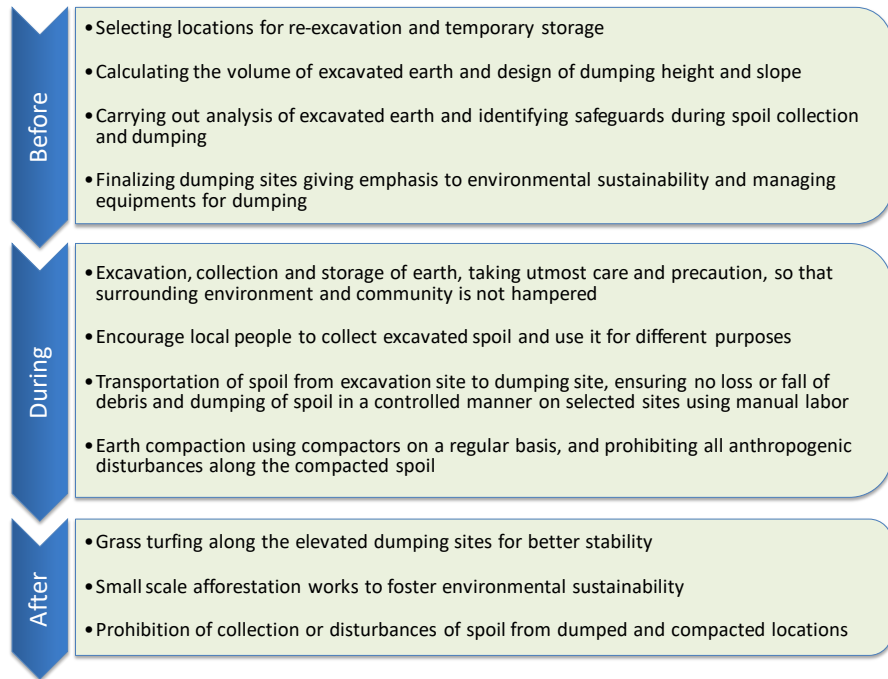 Before
•Selecting locations for re-excavation and temporary storage
•Calculating the volume of excavated earth and design of dumping height and slope
•Carrying out analysis of excavated earth and identifying safeguards during spoil collection
and dumping
•Finalizing dumping sites giving emphasis to environmental sustainability and managing
equipments for dumping
During
•Excavation, collection and storage of earth, taking utmost care and precaution, so that
surrounding environment and community is not hampered
•Encourage local people to collect excavated spoil and use it for different purposes
•Transportation of spoil from excavation site to dumping site, ensuring no loss or fall of
debris and dumping of spoil in a controlled manner on selected sites using manual labor
•Earth compaction using compactors on a regular basis, and prohibiting all anthropogenic
disturbances along the compacted spoil
After
•Grass turfing along the elevated dumping sites for better stability
•Small scale afforestation works to foster environmental sustainability
•Prohibition of collection or disturbances of spoil from dumped and compacted locations